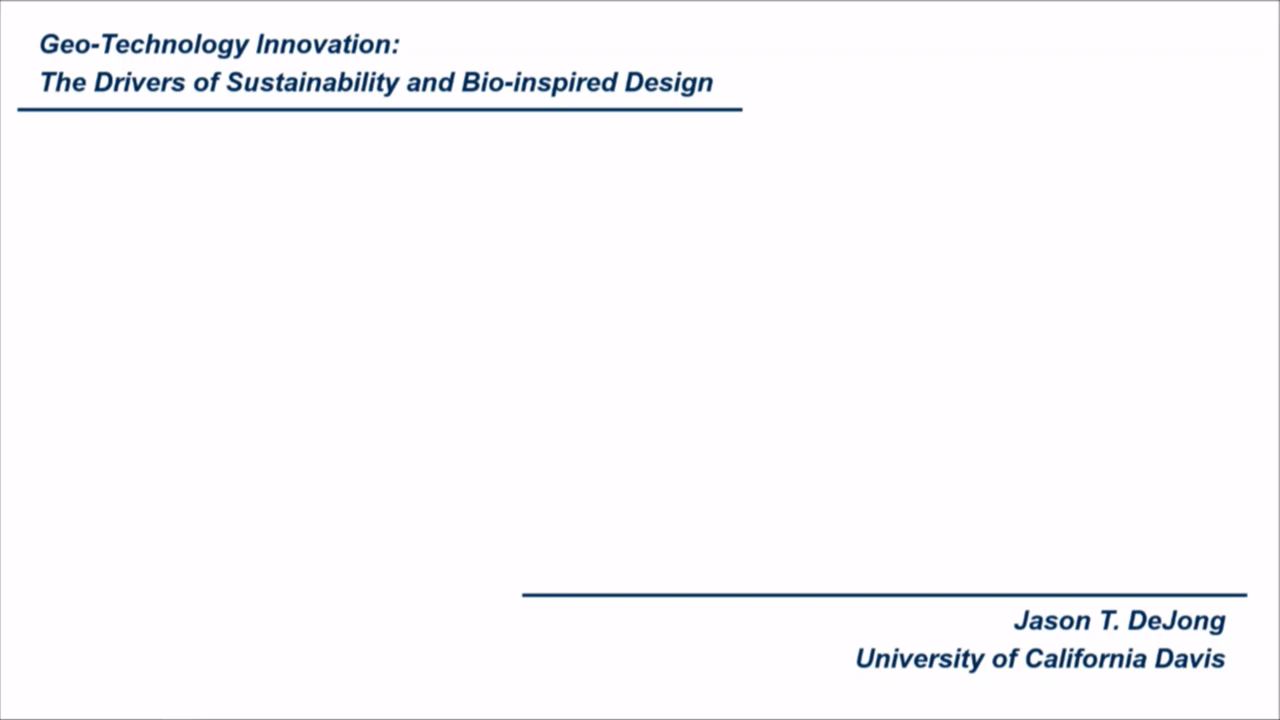 Geo-Technology Innovation:
The Drivers of Sustainability and Bio-inspired Design
Jason T. DeJong
University of California Davis